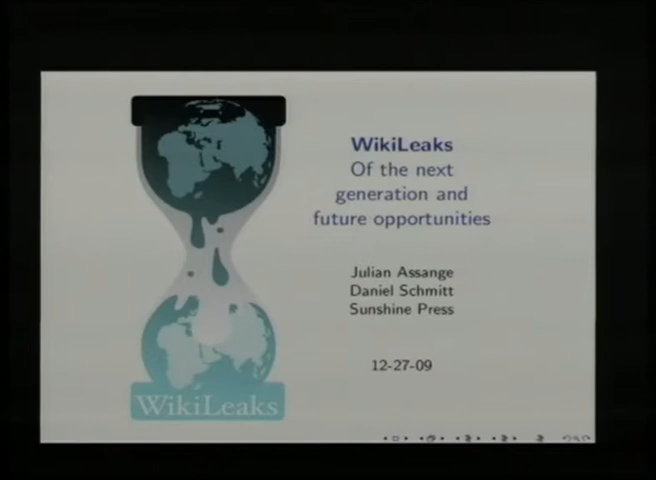 WikiLeaks
Of the next
generation and
future opportunities
Julian Assange
Daniel Schmitt
Sunshine Press
12-27-09
WikiLeaks